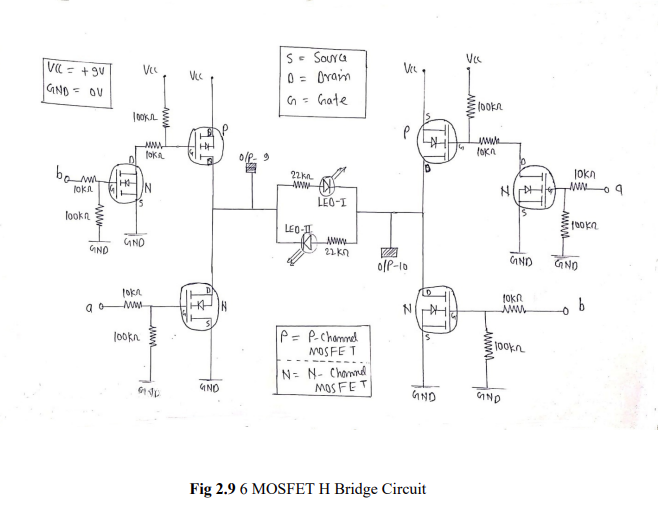 VCC = +9V
GND = 0V
S = Source
D = Drain
G = Gate
VCC
VCC
VCC
VCC
100KΩ
10KΩ
P
D
G
D
b
10KΩ
D
G
N
S
100KΩ
GND
GND
O/P- 9
22KΩ
LED-I
LED-II
22KΩ
O/P-10
P
S
G
D
100KΩ
10KΩ
D
N
G
S
10KΩ
a
100KΩ
GND
GND
a
10KΩ
D
G
N
S
100KΩ
GND
GND
P = P-Channel
MOSFET
N = N- Channel
MOSFET
N
D
G
S
10KΩ
b
100KΩ
GND
GND
Fig 2.9 6 MOSFET H Bridge Circuit